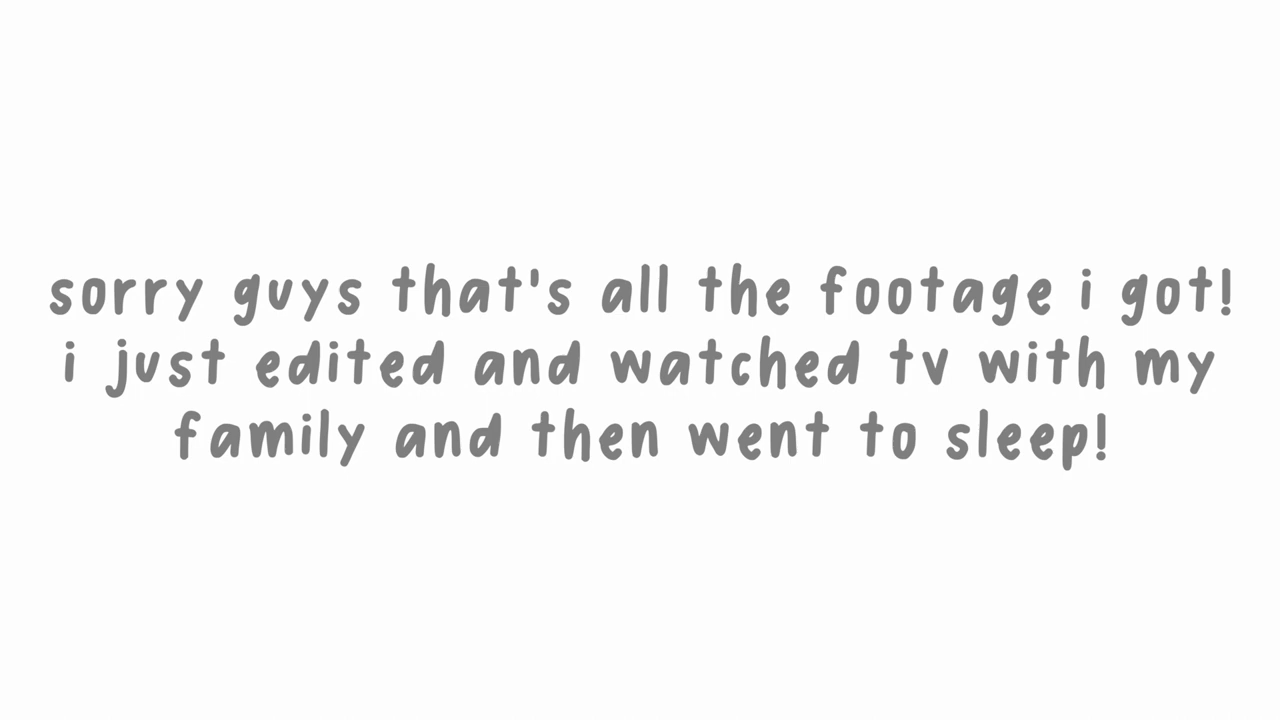 sorry guys that's all the footage i got!
i just edited and watched tv with my
family and then went to sleep!